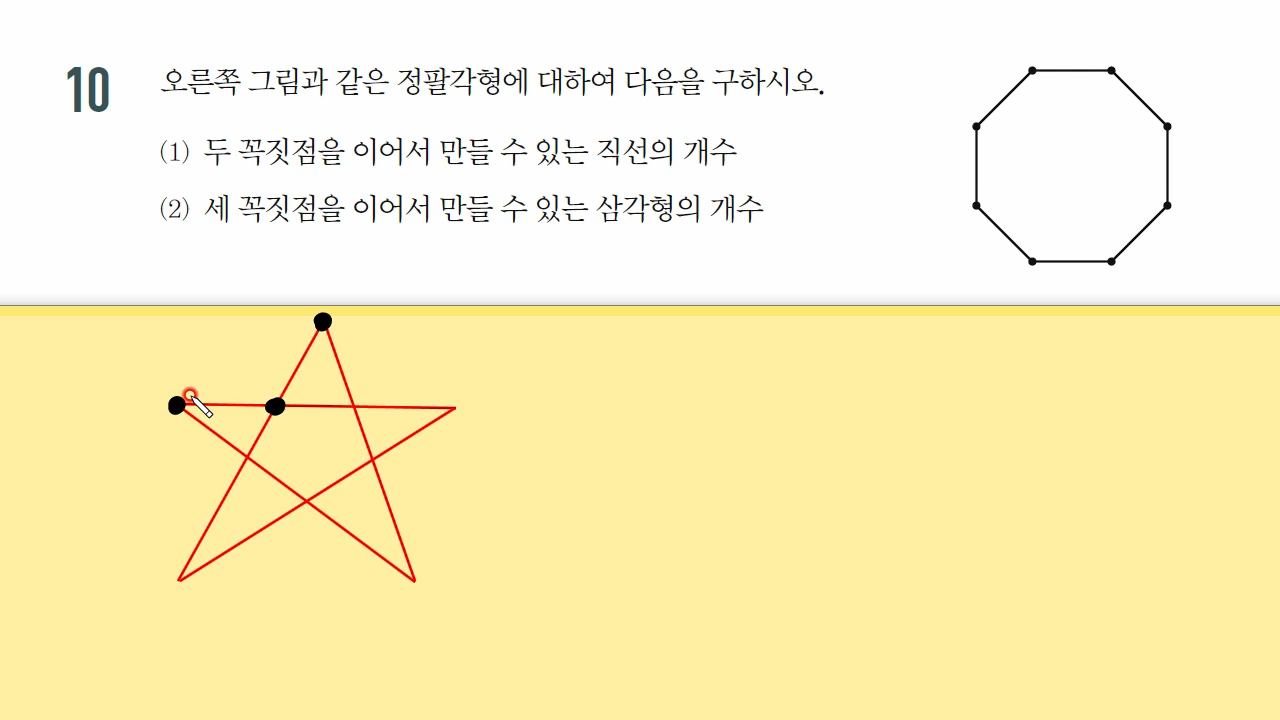 10
오른쪽 그림과 같은 정팔각형에 대하여 다음을 구하시오.
(1) 두 꼭짓점을 이어서 만들 수 있는 직선의 개수
(2) 세 꼭짓점을 이어서 만들 수 있는 삼각형의 개수